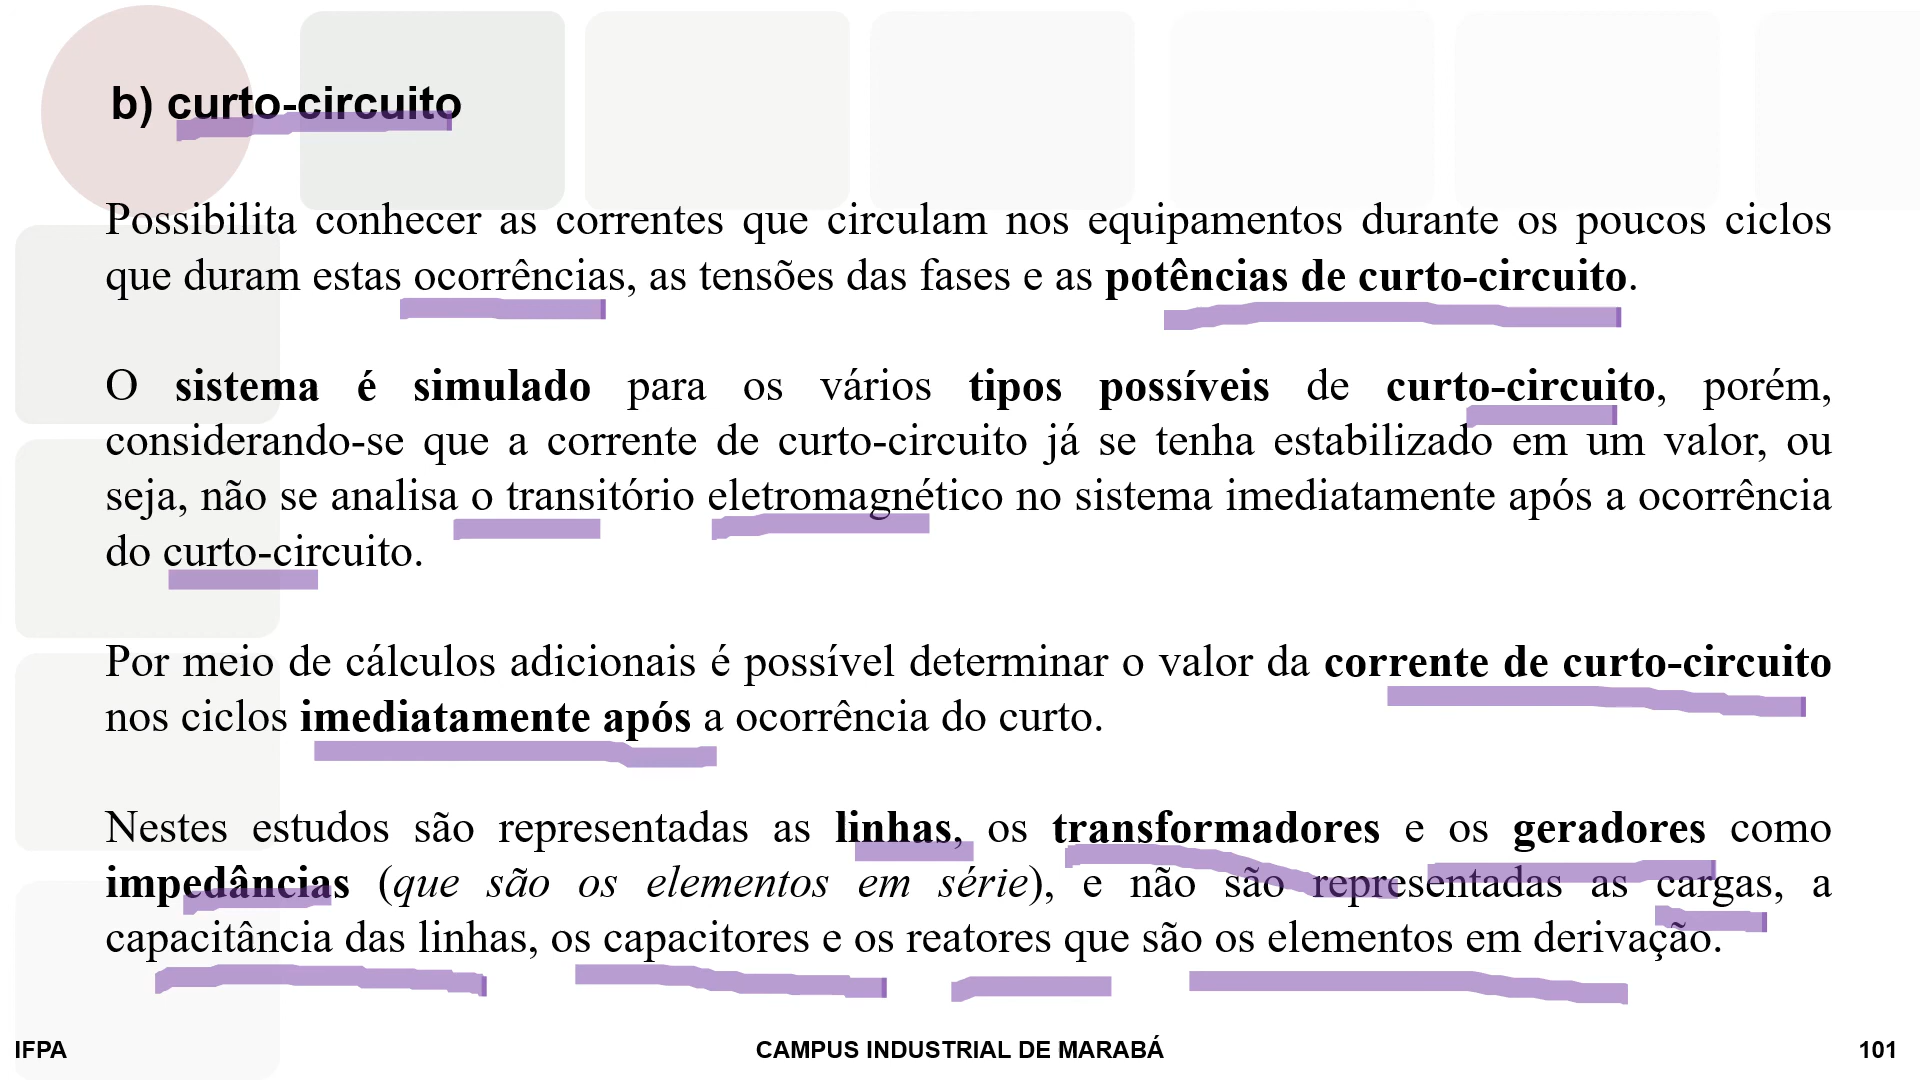 b) curto-circuito
Possibilita conhecer as correntes que circulam nos equipamentos durante os poucos ciclos
que duram estas ocorrências, as tensões das fases e as potências de curto-circuito.
O sistema é simulado para os vários tipos possíveis de curto-circuito, porém,
considerando-se que a corrente de curto-circuito já se tenha estabilizado em um valor, ou
seja, não se analisa o transitório eletromagnético no sistema imediatamente após a ocorrência
do curto-circuito.
Por meio de cálculos adicionais é possível determinar o valor da corrente de curto-circuito
nos ciclos imediatamente após a ocorrência do curto.
Nestes estudos são representadas as linhas, os transformadores e os geradores como
impedâncias (que são os elementos em série), e não são representadas as cargas, a
capacitância das linhas, os capacitores e os reatores que são os elementos em derivação.
IFPA
CAMPUS INDUSTRIAL DE MARABÁ
101